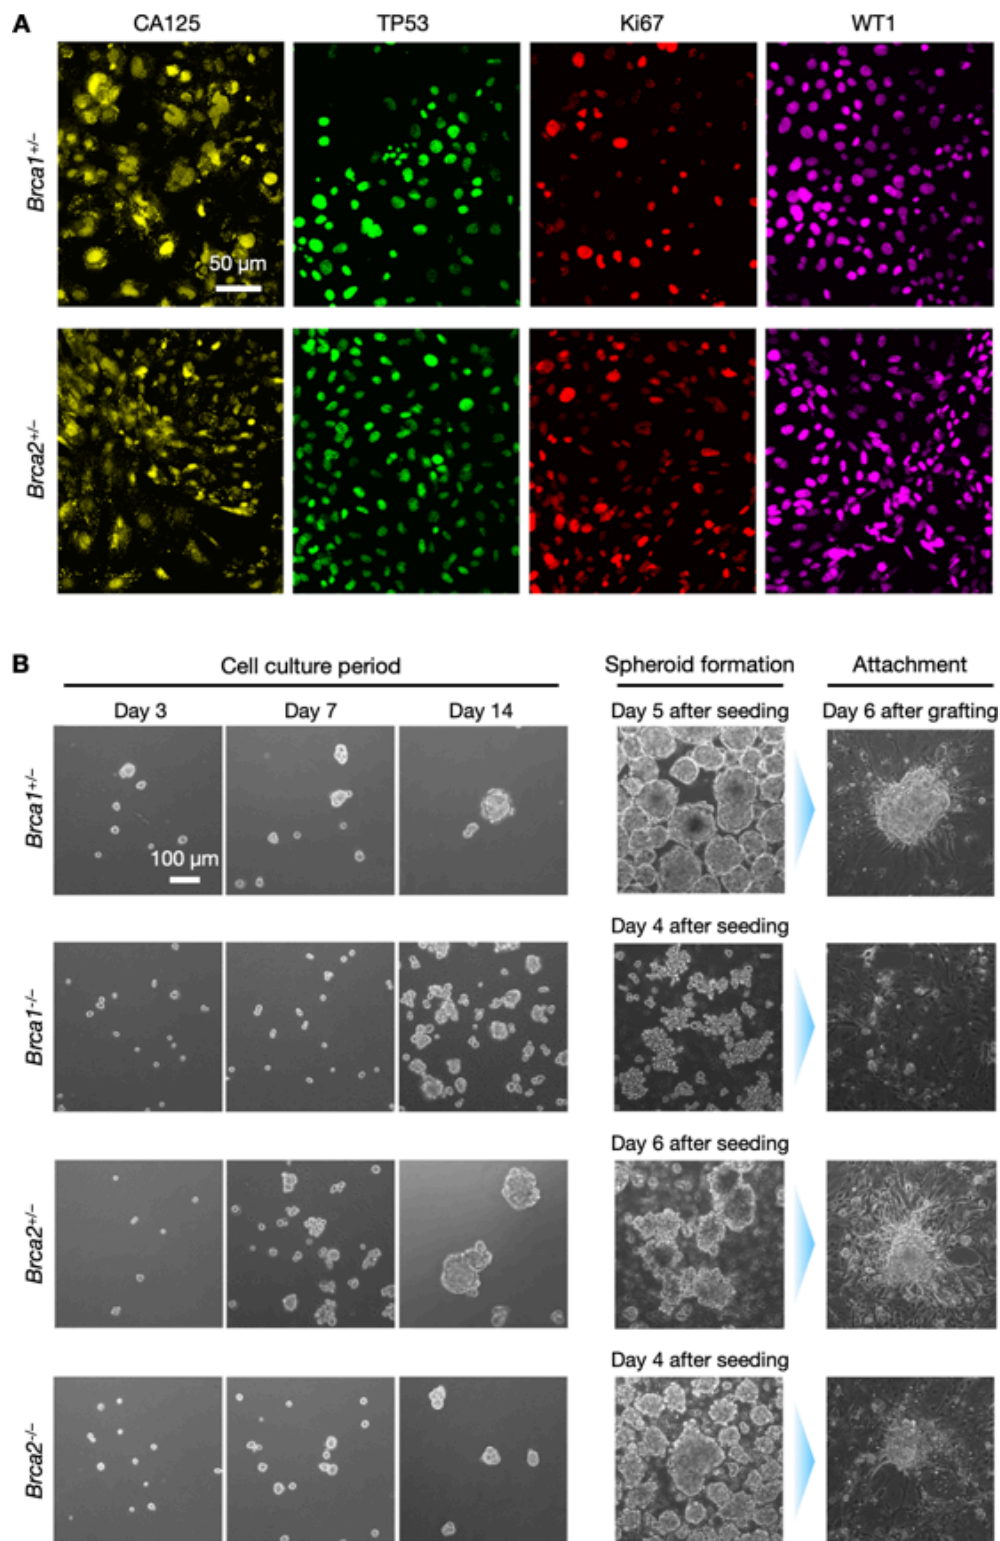 A
CA125 TP53 Ki67 WT1
Brca1+/–
50 µm
Brca2+/–
B
Cell culture period Spheroid formation Attachment
Day 3 Day 7 Day 14 Day 5 after seeding Day 6 after grafting
Brca1+/–
100 µm
Day 4 after seeding
Brca1-/–
Day 6 after seeding
Brca2+/–
Day 4 after seeding
Brca2-/–